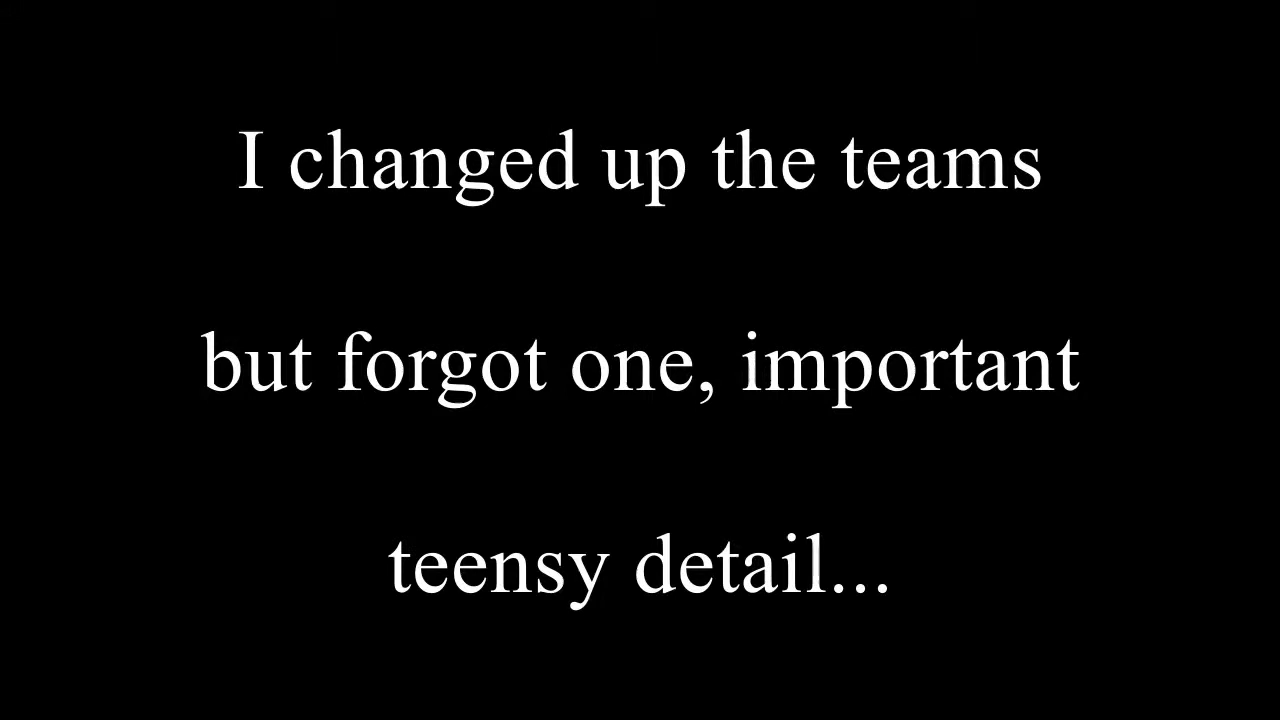 I changed up the teams
but forgot one, important
teensy detail...